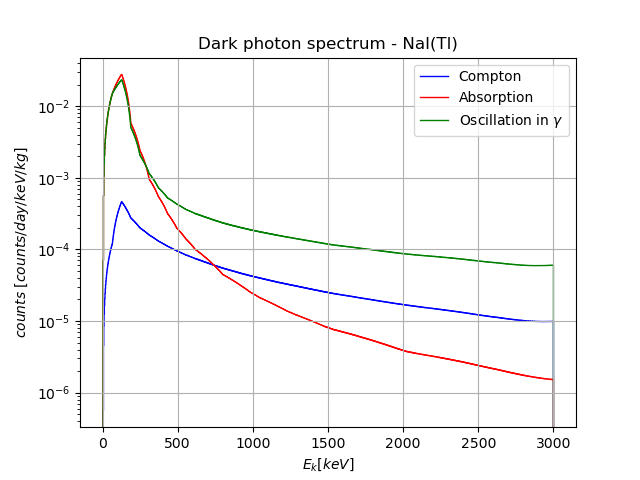 Dark photon spectrum - NaI(Tl)
Compton
Absorption
Oscillation in γ
counts [counts/day/keV/kg]
10⁻²
10⁻³
10⁻⁴
10⁻⁵
10⁻⁶
0 500 1000 1500 2000 2500 3000
Eₖ[keV]